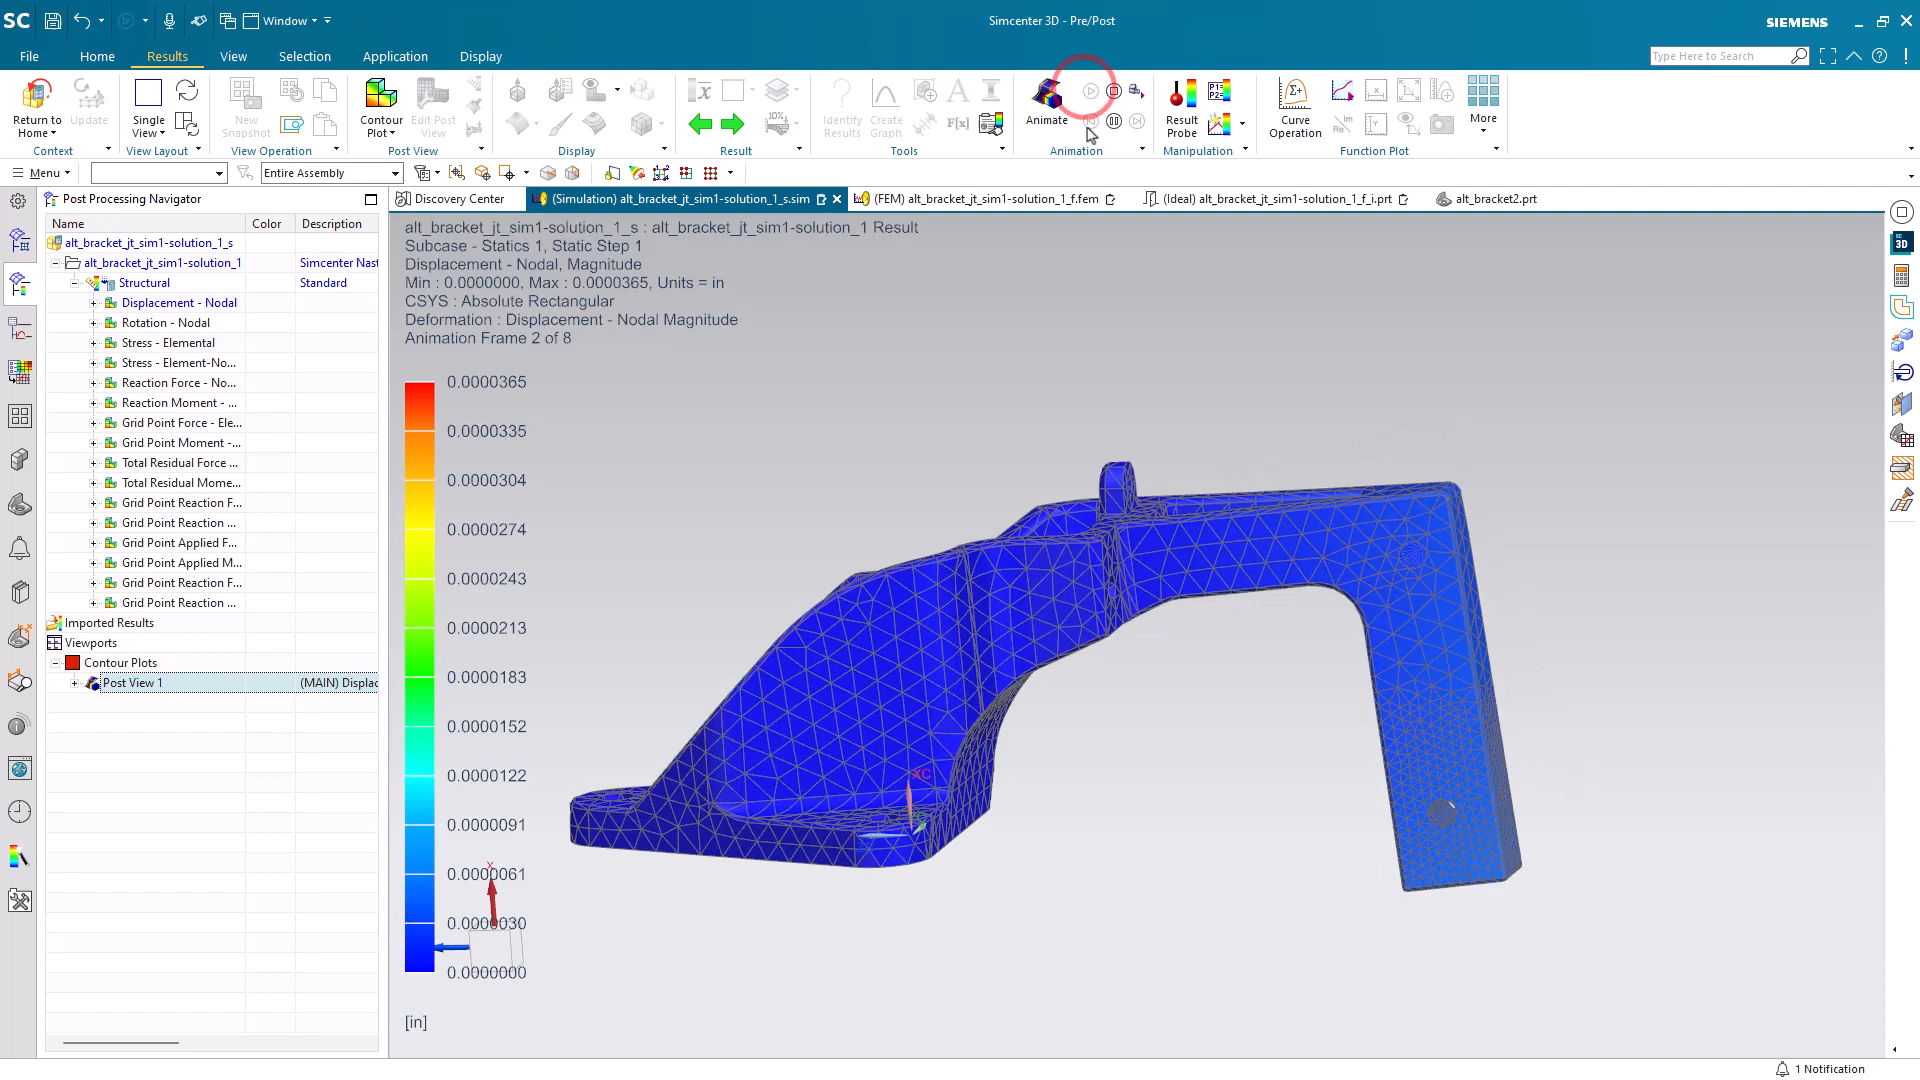 SC
Window
Simcenter 3D - Pre/Post
SIEMENS
File
Home
Results
View
Selection
Application
Display
Type Here to Search
Return to
Home
Update
Context
Single
View
View Layout
New
Snapshot
View Operation
Contour
Plot
Edit Post
View
Post View
Display
10%
Result
Identify
Results
Create
Graph
F[x]
Tools
Animate
Animation
Result
Probe
Manipulation
Curve
Operation
Function Plot
More
Menu
Entire Assembly
Post Processing Navigator
Name
Color
Description
alt_bracket_jt_sim1-solution_1_s
alt_bracket_jt_sim1-solution_1
Simcenter Nast
Structural
Standard
Displacement - Nodal
Rotation - Nodal
Stress - Elemental
Stress - Element-No...
Reaction Force - No...
Reaction Moment - ...
Grid Point Force - Ele...
Grid Point Moment -...
Total Residual Force ...
Total Residual Mome...
Grid Point Reaction F...
Grid Point Reaction ...
Grid Point Applied F...
Grid Point Applied M...
Grid Point Reaction F...
Grid Point Reaction ...
Imported Results
Viewports
Contour Plots
Post View 1
(MAIN) Displac
Discovery Center
(Simulation) alt_bracket_jt_sim1-solution_1_s.sim
(FEM) alt_bracket_jt_sim1-solution_1_f.fem
(Ideal) alt_bracket_jt_sim1-solution_1_f_i.prt
alt_bracket2.prt
alt_bracket_jt_sim1-solution_1_s : alt_bracket_jt_sim1-solution_1 Result
Subcase - Statics 1, Static Step 1
Displacement - Nodal, Magnitude
Min : 0.0000000, Max : 0.0000365, Units = in
CSYS : Absolute Rectangular
Deformation : Displacement - Nodal Magnitude
Animation Frame 2 of 8
0.0000365
0.0000335
0.0000304
0.0000274
0.0000243
0.0000213
0.0000183
0.0000152
0.0000122
0.0000091
0.0000061
0.0000030
0.0000000
[in]
XC
X
SC
3D
1 Notification